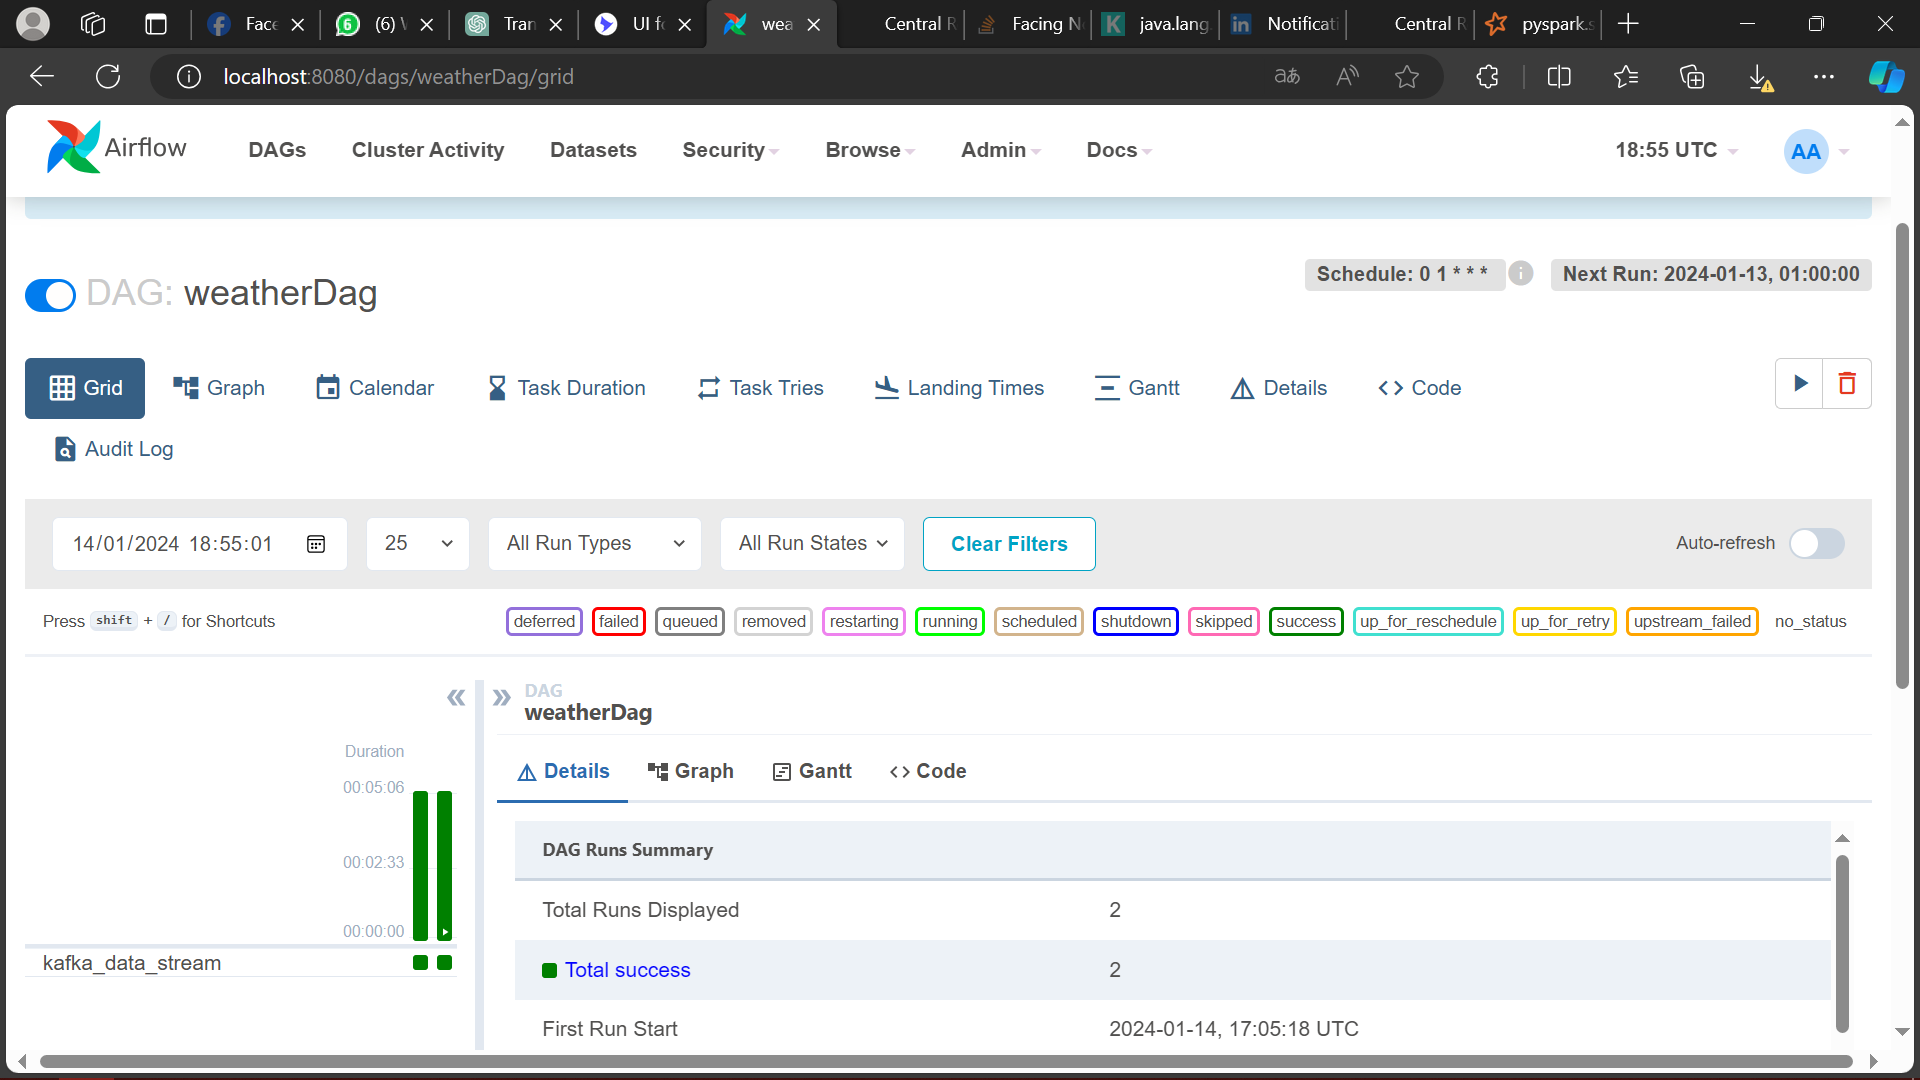 Face
(6) W
Tran
UI fo
wea
Central R
Facing N
java.lang.
Notificati
Central R
pyspark.s
localhost:8080/dags/weatherDag/grid
Airflow
DAGs
Cluster Activity
Datasets
Security
Browse
Admin
Docs
18:55 UTC
AA
DAG: weatherDag
Schedule: 0 1 * * *
Next Run: 2024-01-13, 01:00:00
Grid
Graph
Calendar
Task Duration
Task Tries
Landing Times
Gantt
Details
Code
Audit Log
14/01/2024 18:55:01
25
All Run Types
All Run States
Clear Filters
Auto-refresh
Press shift + / for Shortcuts
deferred
failed
queued
removed
restarting
running
scheduled
shutdown
skipped
success
up_for_reschedule
up_for_retry
upstream_failed
no_status
DAG
weatherDag
Duration
00:05:06
00:02:33
00:00:00
kafka_data_stream
Details
Graph
Gantt
Code
DAG Runs Summary
Total Runs Displayed 2
Total success 2
First Run Start 2024-01-14, 17:05:18 UTC